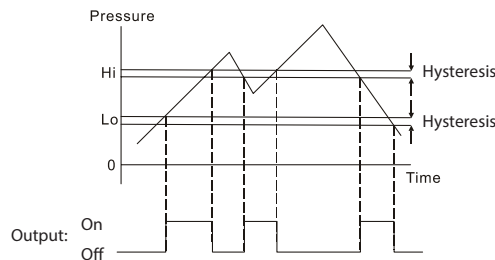 Pressure
Hi
Hysteresis
Lo
Hysteresis
0
Time
Output:
On
Off